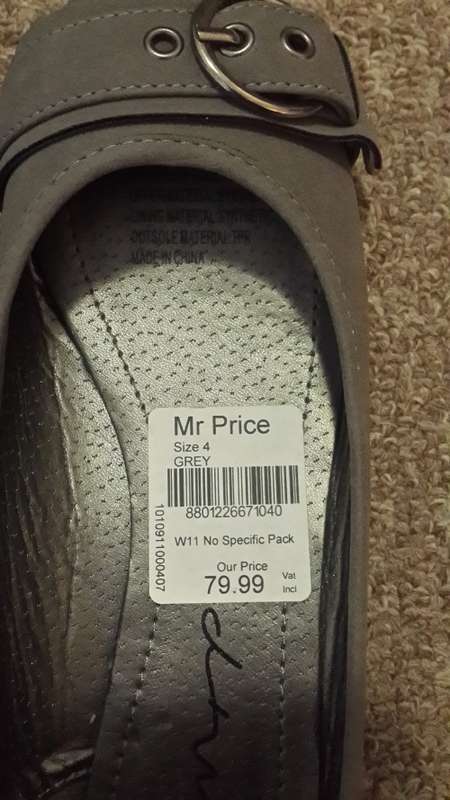 LINING MATERIAL SYNTHETIC
OUTSOLE MATERIAL TPR
MADE IN CHINA
Mr Price
Size 4
GREY
8801226671040
1010911000407
W11 No Specific Pack
Our Price
79.99 Vat Incl